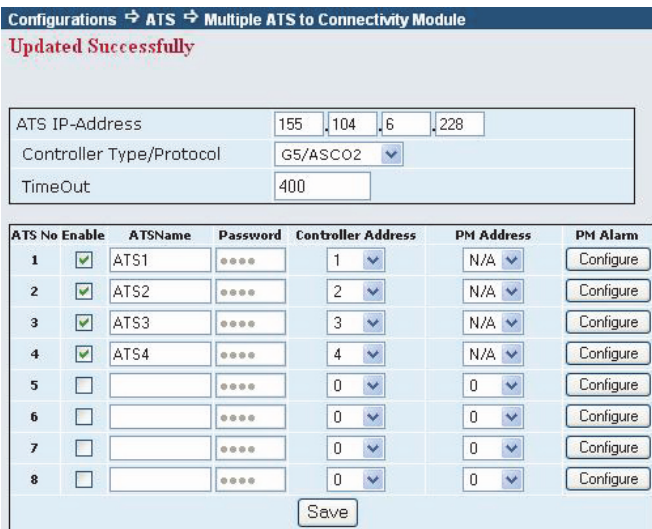 Configurations ➪ ATS ➪ Multiple ATS to Connectivity Module
Updated Successfully
ATS IP-Address 155 . 104 . 6 . 228
Controller Type/Protocol G5/ASCO2
TimeOut 400
ATS No Enable ATSName Password Controller Address PM Address PM Alarm
1 ATS1 ●●●● 1 N/A Configure
2 ATS2 ●●●● 2 N/A Configure
3 ATS3 ●●●● 3 N/A Configure
4 ATS4 ●●●● 4 N/A Configure
5 ●●●● 0 0 Configure
6 ●●●● 0 0 Configure
7 ●●●● 0 0 Configure
8 ●●●● 0 0 Configure
Save